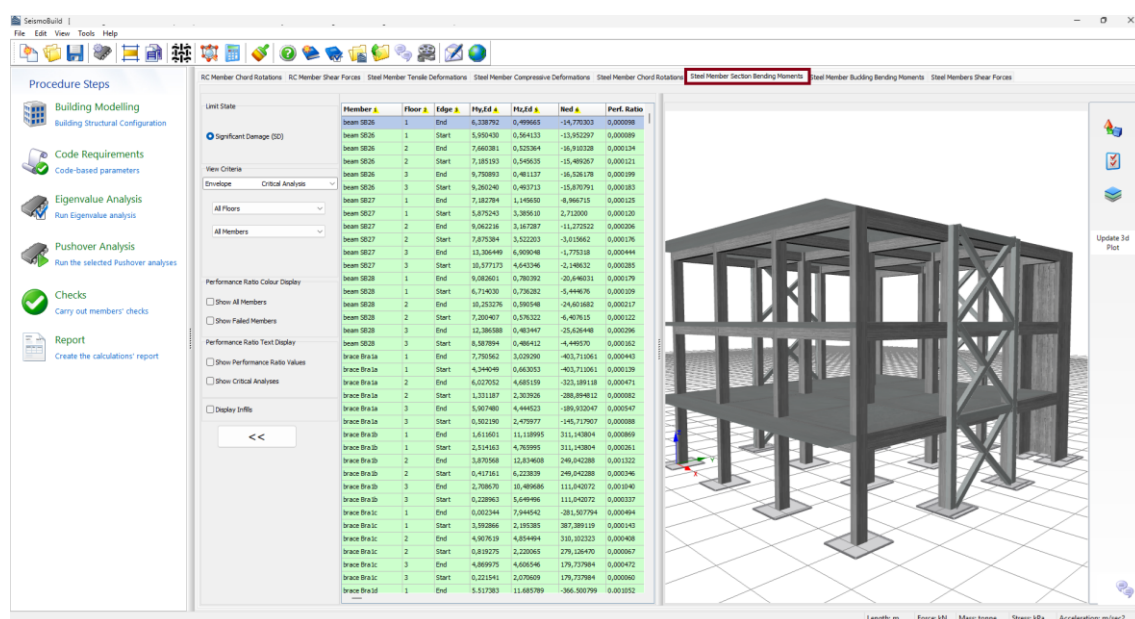 SeismoBuild |
File Edit View Tools Help
Procedure Steps
Building Modelling
Building Structural Configuration
Code Requirements
Code-based parameters
Eigenvalue Analysis
Run Eigenvalue analysis
Pushover Analysis
Run the selected Pushover analyses
Checks
Carry out members' checks
Report
Create the calculations' report
RC Member Chord Rotations RC Member Shear Forces Steel Member Tensile Deformations Steel Member Compressive Deformations Steel Member Chord Rotations Steel Member Section Bending Moments Steel Member Buckling Bending Moments Steel Members Shear Forces
Limit State
Significant Damage (SD)
View Criteria
Envelope Critical Analysis
All Floors
All Members
Performance Ratio Colour Display
Show All Members
Show Failed Members
Performance Ratio Text Display
Show Performance Ratio Values
Show Critical Analyses
Display Infills
<<
Member 1 Floor 2 Edge 3 My,Ed 4 Mz,Ed 5 Ned 6 Perf. Ratio
beam SB26 1 End 6,338792 0,499665 -14,770303 0,000098
beam SB26 1 Start 5,950430 0,564133 -13,952297 0,000089
beam SB26 2 End 7,660381 0,525364 -16,910328 0,000134
beam SB26 2 Start 7,185193 0,545635 -15,489267 0,000121
beam SB26 3 End 9,750893 0,481137 -16,526178 0,000199
beam SB26 3 Start 9,260240 0,493713 -15,870791 0,000183
beam SB27 1 End 7,182784 1,145650 -8,966715 0,000125
beam SB27 1 Start 5,875243 3,385610 2,712000 0,000120
beam SB27 2 End 9,062216 3,167287 -11,272522 0,000206
beam SB27 2 Start 7,875384 3,522203 -3,015662 0,000176
beam SB27 3 End 13,306449 6,909048 -1,775318 0,000444
beam SB27 3 Start 10,577173 4,643346 -2,148632 0,000285
beam SB28 1 End 9,082601 0,780392 -20,646031 0,000179
beam SB28 1 Start 6,714030 0,736282 -5,444676 0,000109
beam SB28 2 End 10,253276 0,590548 -24,601682 0,000217
beam SB28 2 Start 7,200407 0,576322 -6,407615 0,000122
beam SB28 3 End 12,386588 0,483447 -25,626448 0,000296
beam SB28 3 Start 8,587894 0,486412 -4,449570 0,000162
brace Bra1a 1 End 7,750562 3,029290 -403,711061 0,000443
brace Bra1a 1 Start 4,344049 0,663053 -403,711061 0,000139
brace Bra1a 2 End 6,027052 4,685159 -323,189118 0,000471
brace Bra1a 2 Start 1,331187 2,303926 -288,894812 0,000082
brace Bra1a 3 End 5,907480 4,444523 -189,932047 0,000547
brace Bra1a 3 Start 0,502190 2,475977 -145,717907 0,000088
brace Bra1b 1 End 1,611601 11,118995 311,143804 0,000869
brace Bra1b 1 Start 2,514163 4,765995 311,143804 0,000261
brace Bra1b 2 End 3,870568 12,834608 249,042288 0,001322
brace Bra1b 2 Start 0,417161 6,223839 249,042288 0,000346
brace Bra1b 3 End 2,708670 10,489686 111,042072 0,001040
brace Bra1b 3 Start 0,228963 5,649496 111,042072 0,000337
brace Bra1c 1 End 0,002344 7,944542 -281,507794 0,000494
brace Bra1c 1 Start 3,592866 2,195385 387,389119 0,000143
brace Bra1c 2 End 4,907619 4,854494 310,102323 0,000408
brace Bra1c 2 Start 0,819275 2,220065 279,126470 0,000067
brace Bra1c 3 End 4,869975 4,606546 179,737984 0,000472
brace Bra1c 3 Start 0,221541 2,070609 179,737984 0,000060
brace Bra1d 1 End 5,517383 11,685789 -366,500799 0,001052
Update 3d
Plot
Length: m Force: kN Mass: tonne Stress: kPa Acceleration: m/sec2